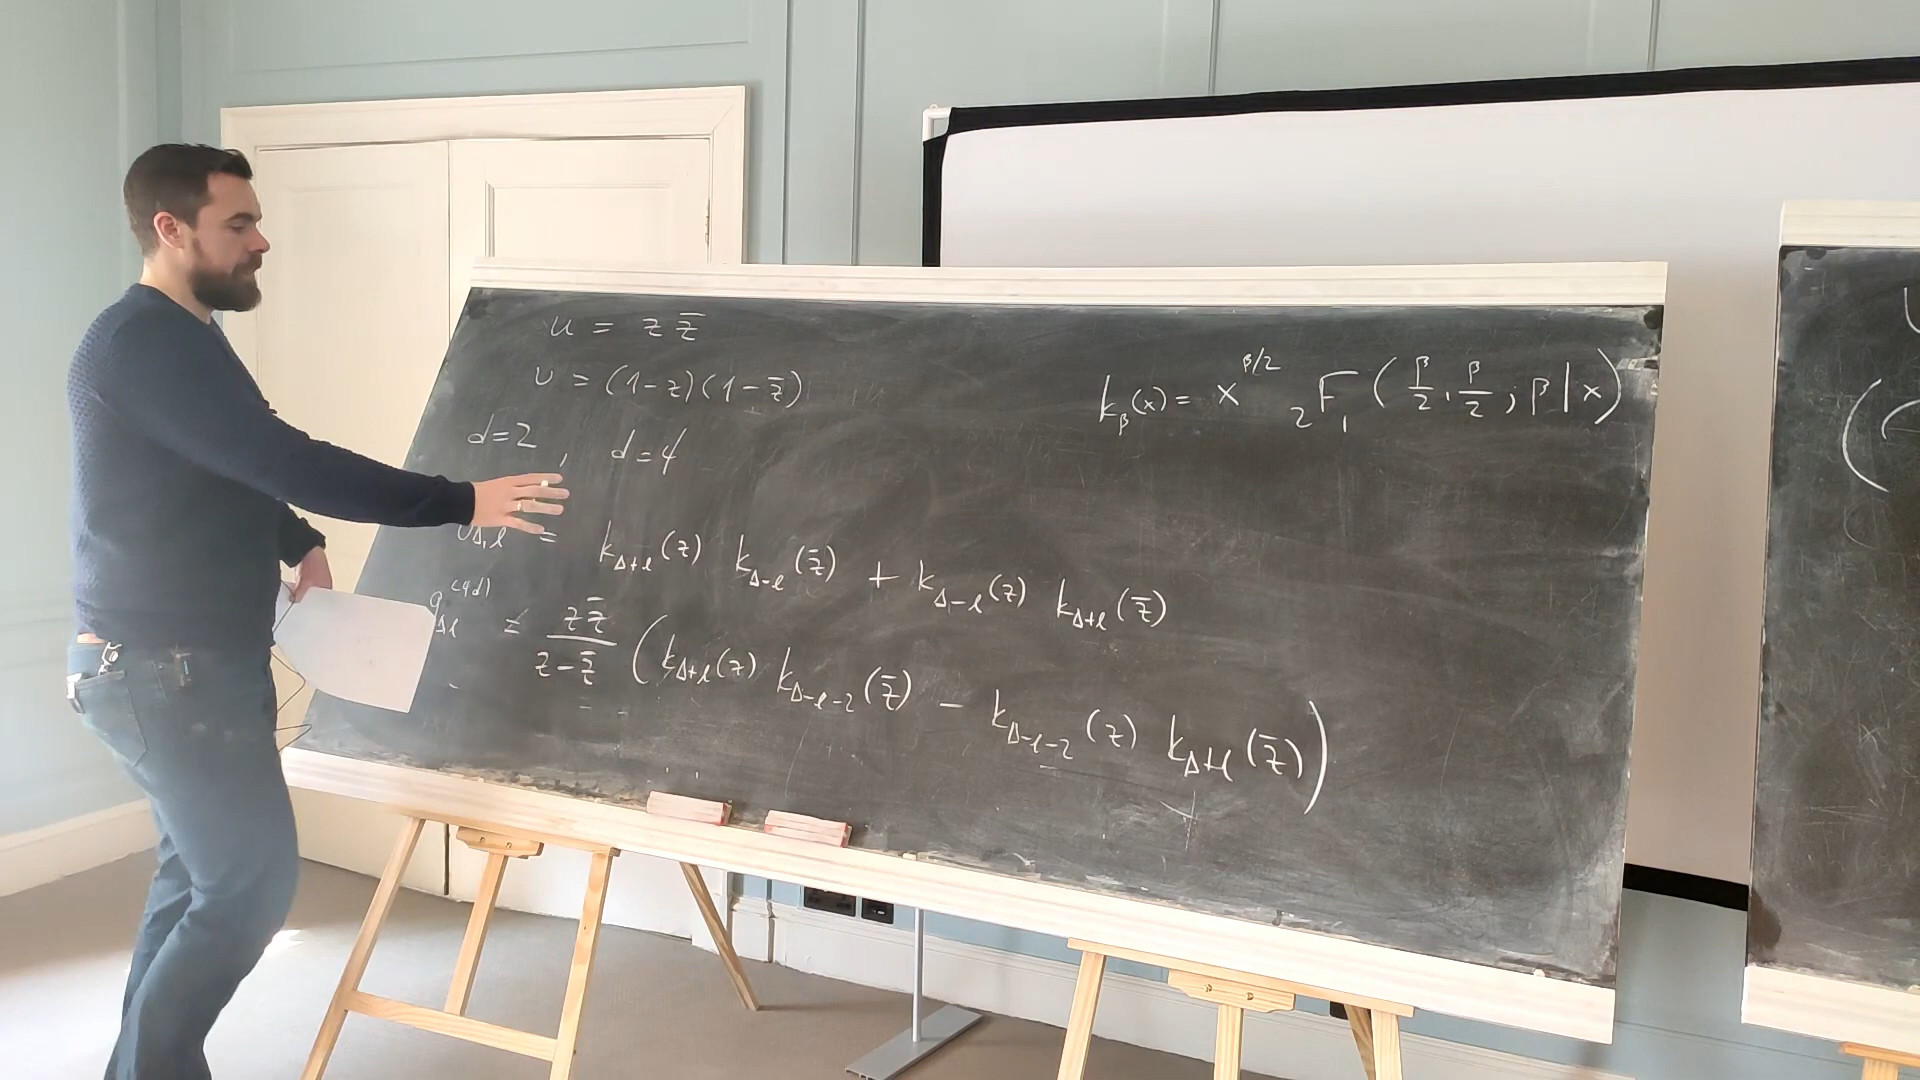 u = z z̄
υ = (1-z)(1-z̄)
k_β(x) = x^{β/2} ₂F₁(β/2, β/2; β | x)
d=2, d=4
_{Δ,ℓ} = k_{Δ+ℓ}(z) k_{Δ-ℓ}(z̄) + k_{Δ-ℓ}(z) k_{Δ+ℓ}(z̄)
g_{Δℓ}^{(4d)} = z z̄ / (z - z̄) (k_{Δ+ℓ}(z) k_{Δ-ℓ-2}(z̄) - k_{Δ-ℓ-2}(z) k_{Δ+ℓ}(z̄))